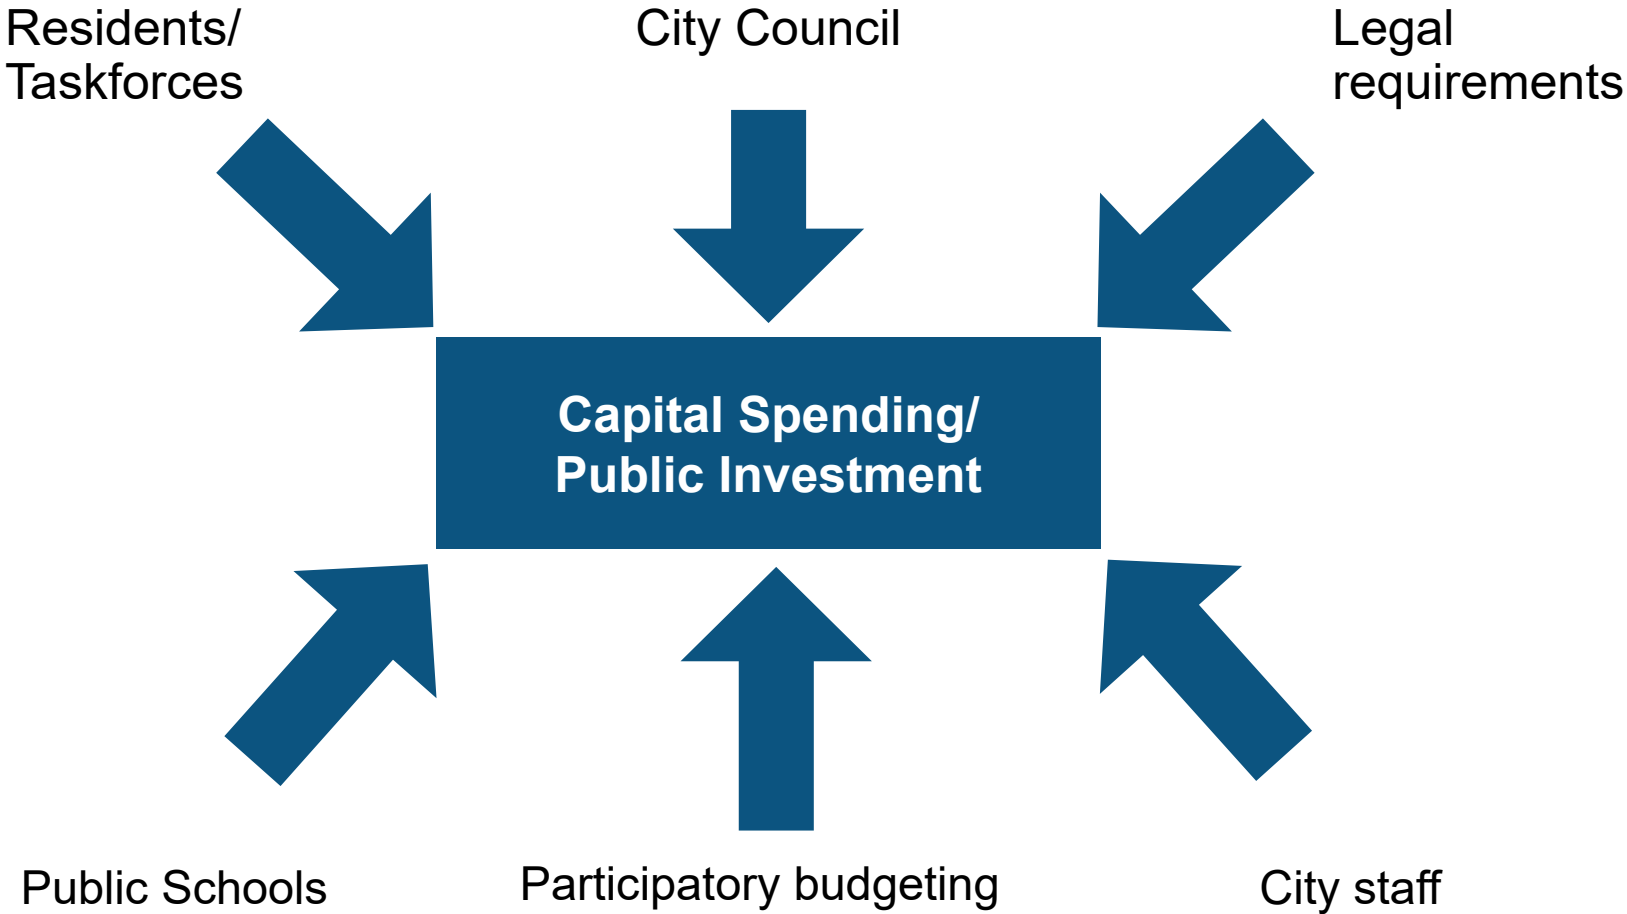 Residents/
Taskforces
City Council
Legal
requirements
Capital Spending/
Public Investment
Public Schools
Participatory budgeting
City staff